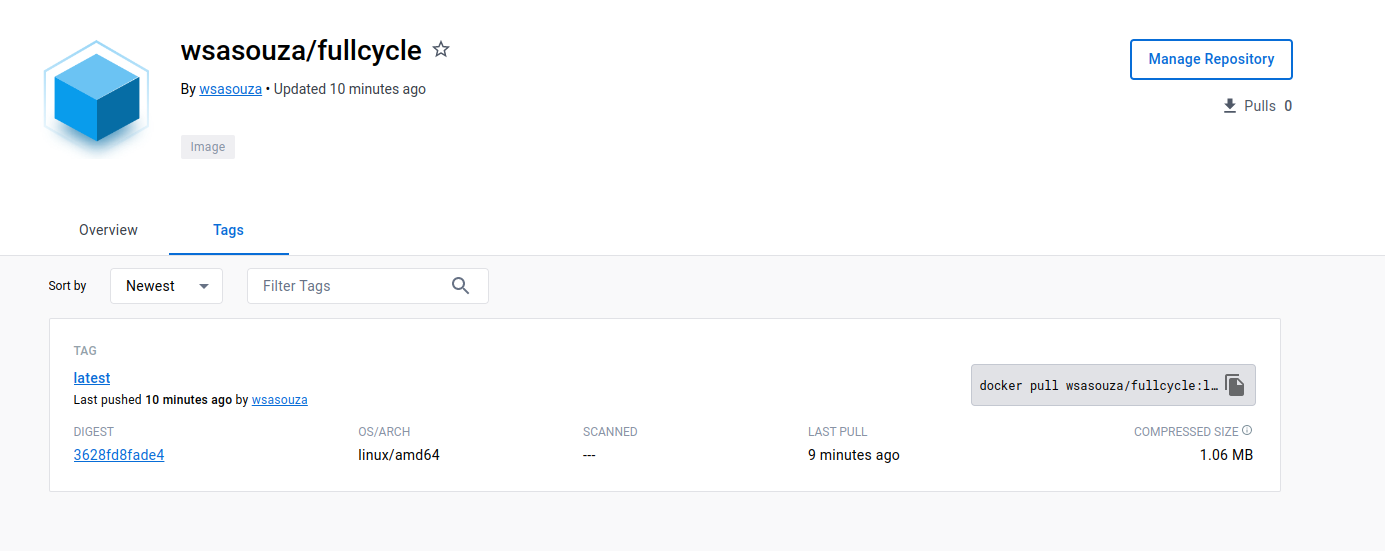 wsasouza/fullcycle
Manage Repository
By wsasouza • Updated 10 minutes ago
Pulls 0
Image
Overview
Tags
Sort by
Newest
Filter Tags
TAG
latest
docker pull wsasouza/fullcycle:l…
Last pushed 10 minutes ago by wsasouza
DIGEST OS/ARCH SCANNED LAST PULL COMPRESSED SIZE
3628fd8fade4 linux/amd64 --- 9 minutes ago 1.06 MB